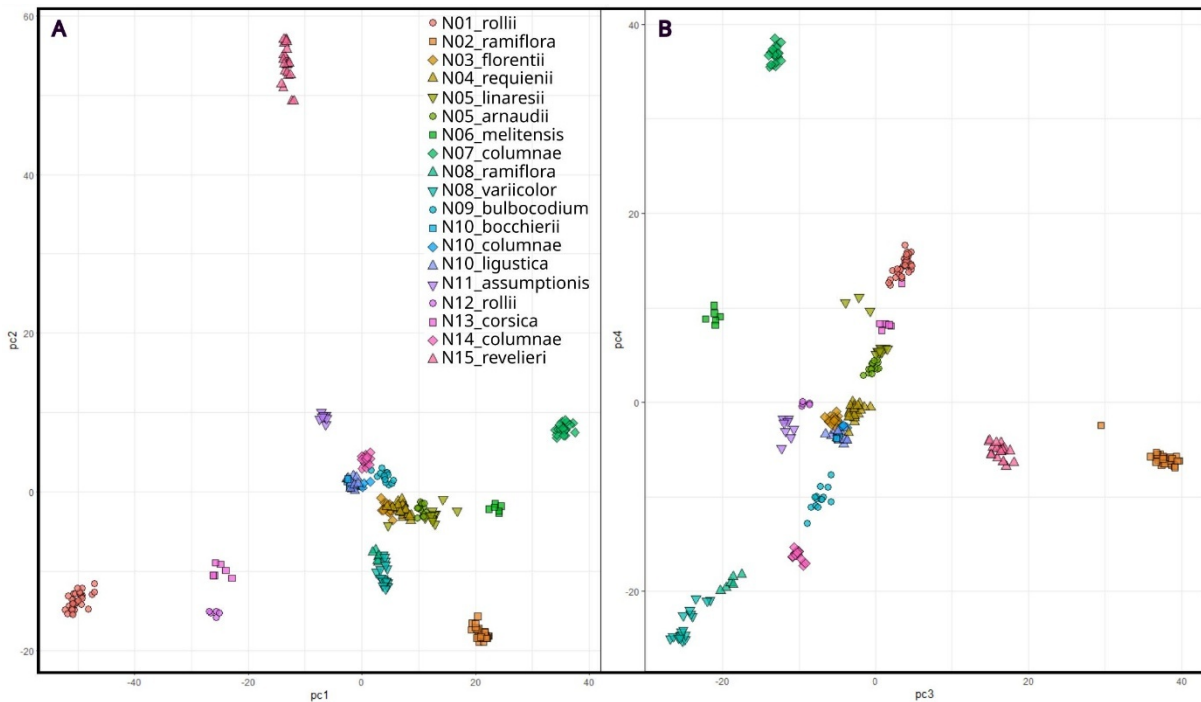 A
60
40
20
0
-20
pc2
-40
-20
0
20
40
pc1
N01_rollii
N02_ramiflora
N03_florentii
N04_requienii
N05_linaresii
N05_arnaudii
N06_melitensis
N07_columnae
N08_ramiflora
N08_variicolor
N09_bulbocodium
N10_bocchierii
N10_columnae
N10_ligustica
N11_assumptionis
N12_rollii
N13_corsica
N14_columnae
N15_revelieri
B
40
20
0
-20
pc4
-20
0
20
40
pc3